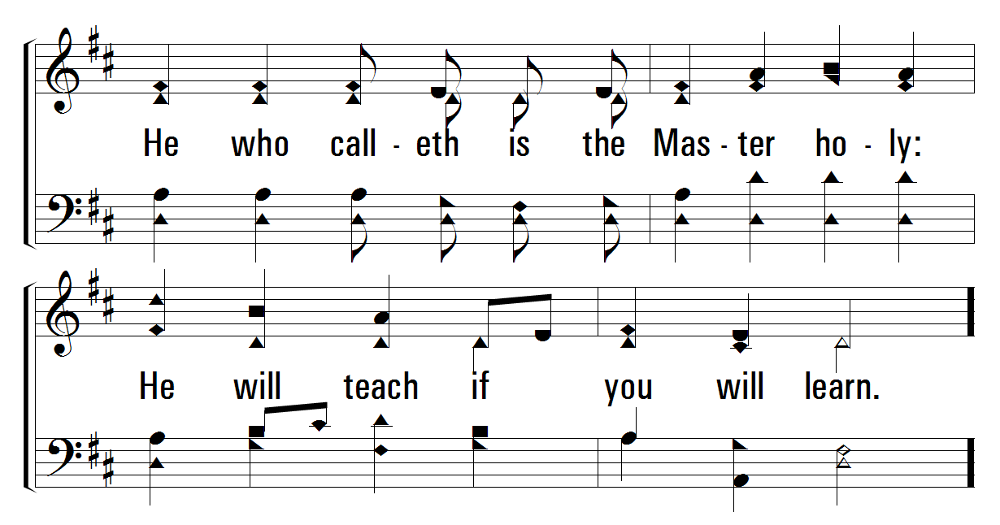 He who call - eth is the Mas - ter ho - ly:
He will teach if you will learn.